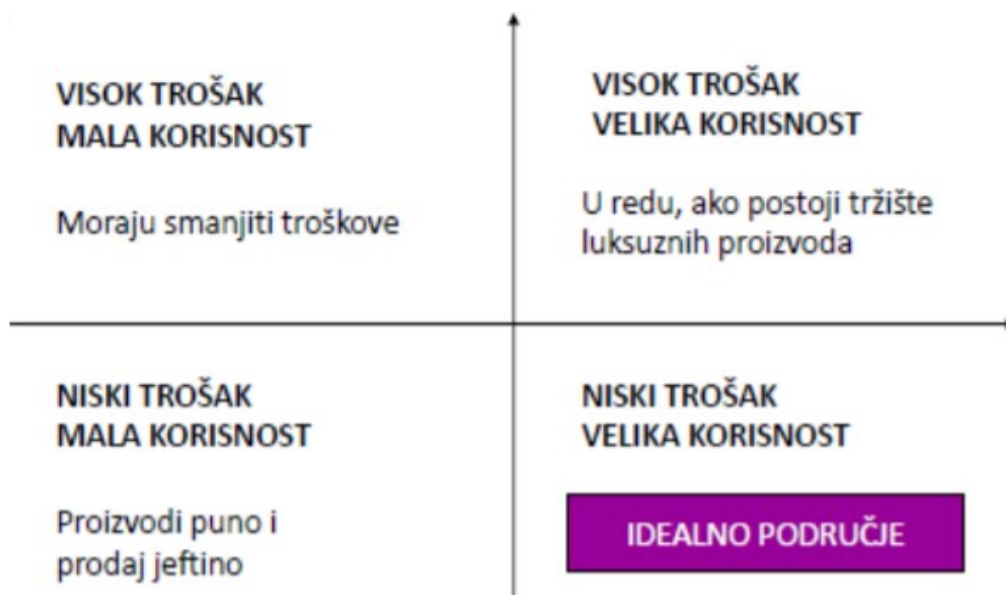 VISOK TROŠAK
MALA KORISNOST
Moraju smanjiti troškove
VISOK TROŠAK
VELIKA KORISNOST
U redu, ako postoji tržište
luksuznih proizvoda
NISKI TROŠAK
MALA KORISNOST
Proizvodi puno i
prodaj jeftino
NISKI TROŠAK
VELIKA KORISNOST
IDEALNO PODRUČJE